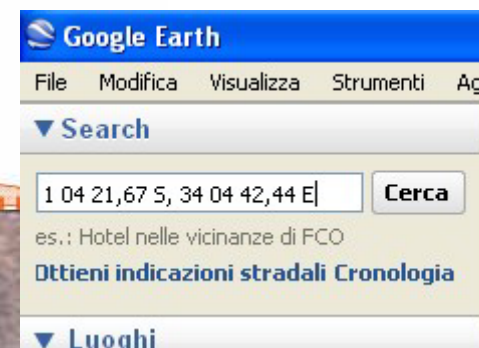 Google Earth
File Modifica Visualizza Strumenti Ag
▼ Search
1 04 21,67 S, 34 04 42,44 E Cerca
es.: Hotel nelle vicinanze di FCO
Ottieni indicazioni stradali Cronologia
▼ Luoghi